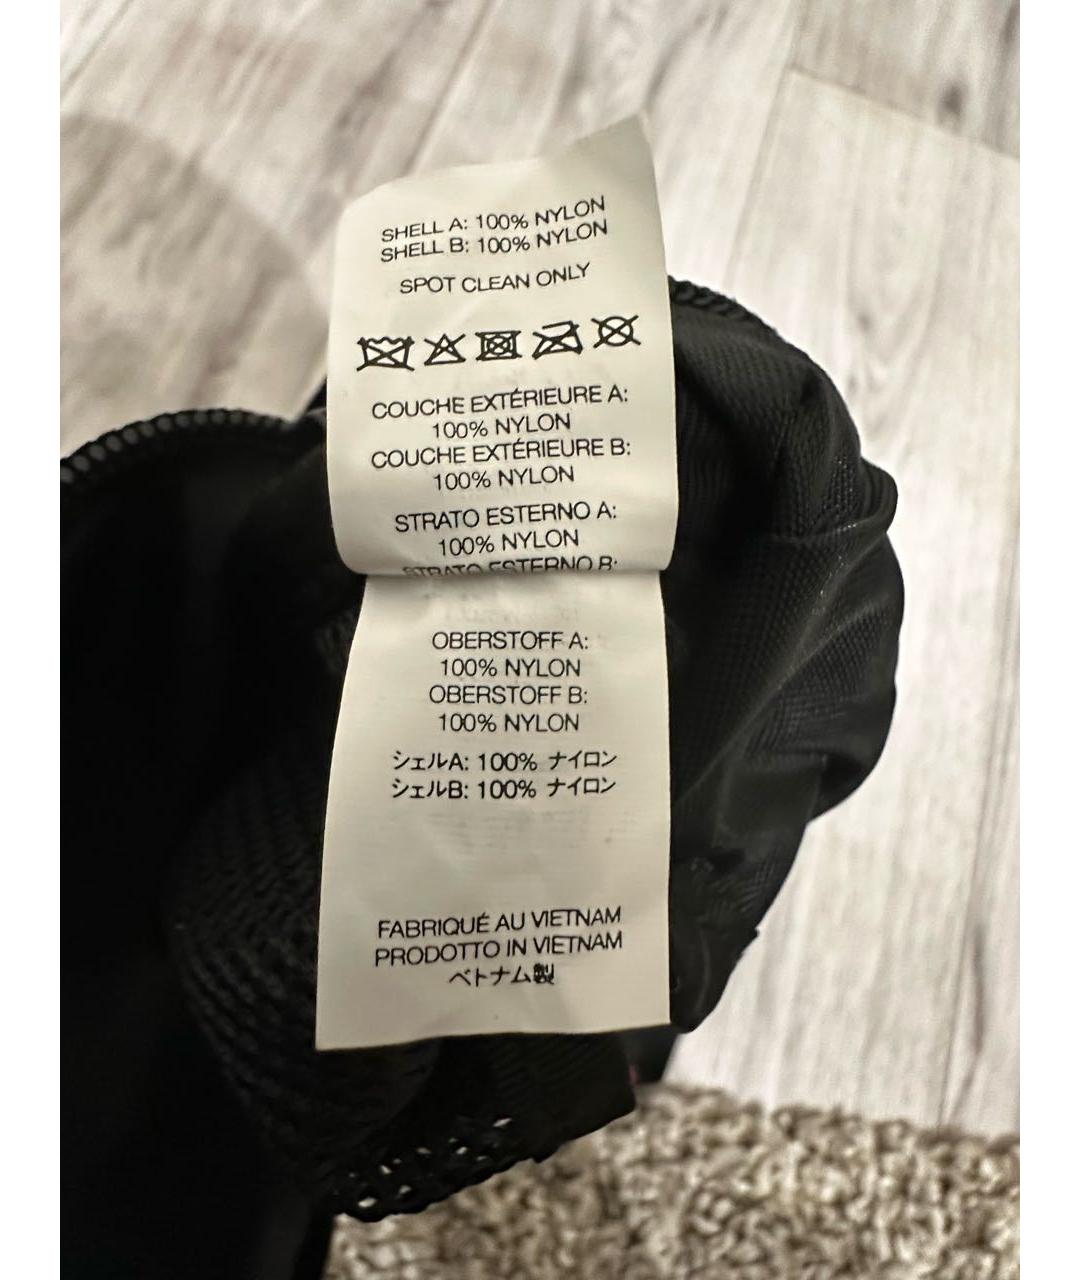 SHELL A: 100% NYLON
SHELL B: 100% NYLON
SPOT CLEAN ONLY
COUCHE EXTÉRIEURE A:
100% NYLON
COUCHE EXTÉRIEURE B:
100% NYLON
STRATO ESTERNO A:
100% NYLON
STRATO ESTERNO B:
OBERSTOFF A:
100% NYLON
OBERSTOFF B:
100% NYLON
シェルA: 100% ナイロン
シェルB: 100% ナイロン
FABRIQUÉ AU VIETNAM
PRODOTTO IN VIETNAM
ベトナム製